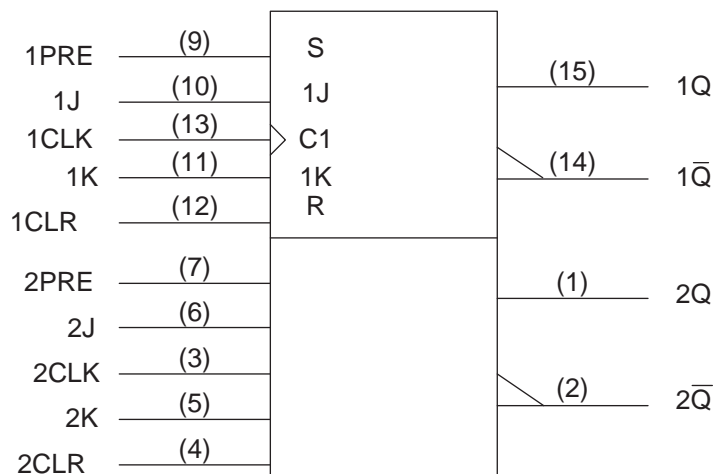 1PRE (9) S
(15) 1Q
1J (10) 1J
1CLK (13) C1
1K (11) 1K
(14) 1Q̅
1CLR (12) R
2PRE (7)
(1) 2Q
2J (6)
2CLK (3)
2K (5)
(2) 2Q̅
2CLR (4)